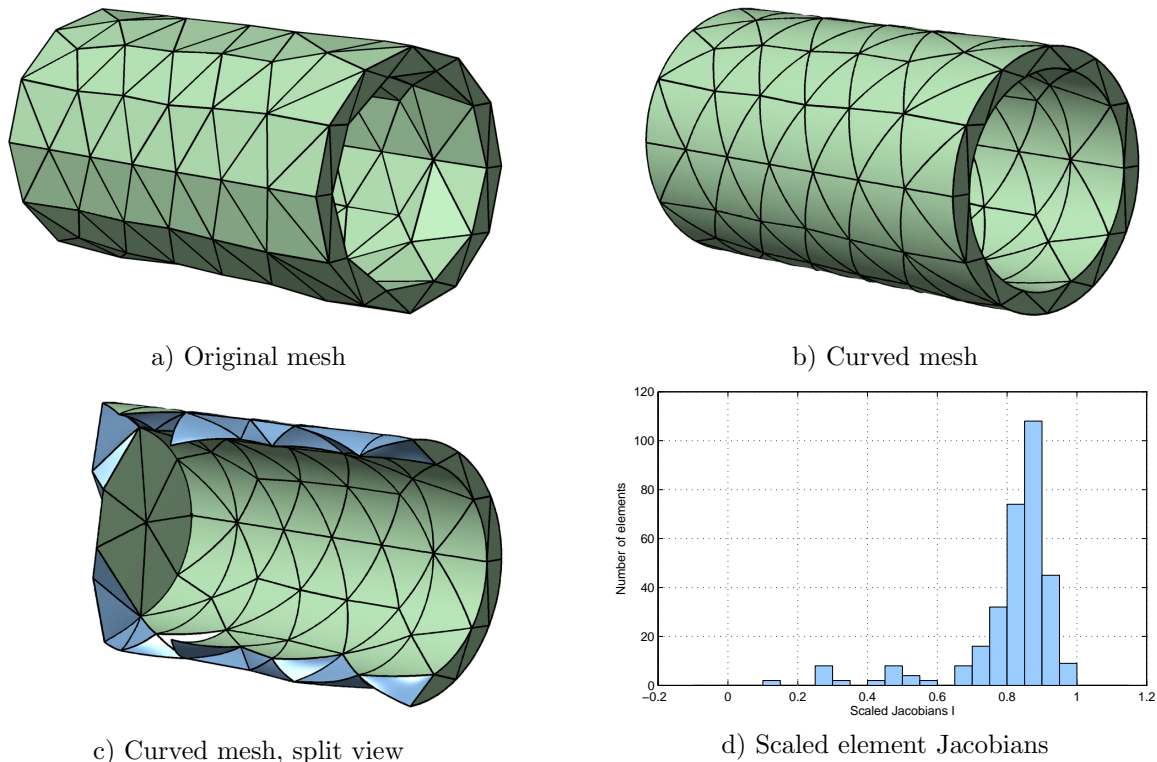 a) Original mesh
b) Curved mesh
c) Curved mesh, split view
120
100
80
60
40
20
0
Number of elements
−0.2 0 0.2 0.4 0.6 0.8 1 1.2
Scaled Jacobians I
d) Scaled element Jacobians